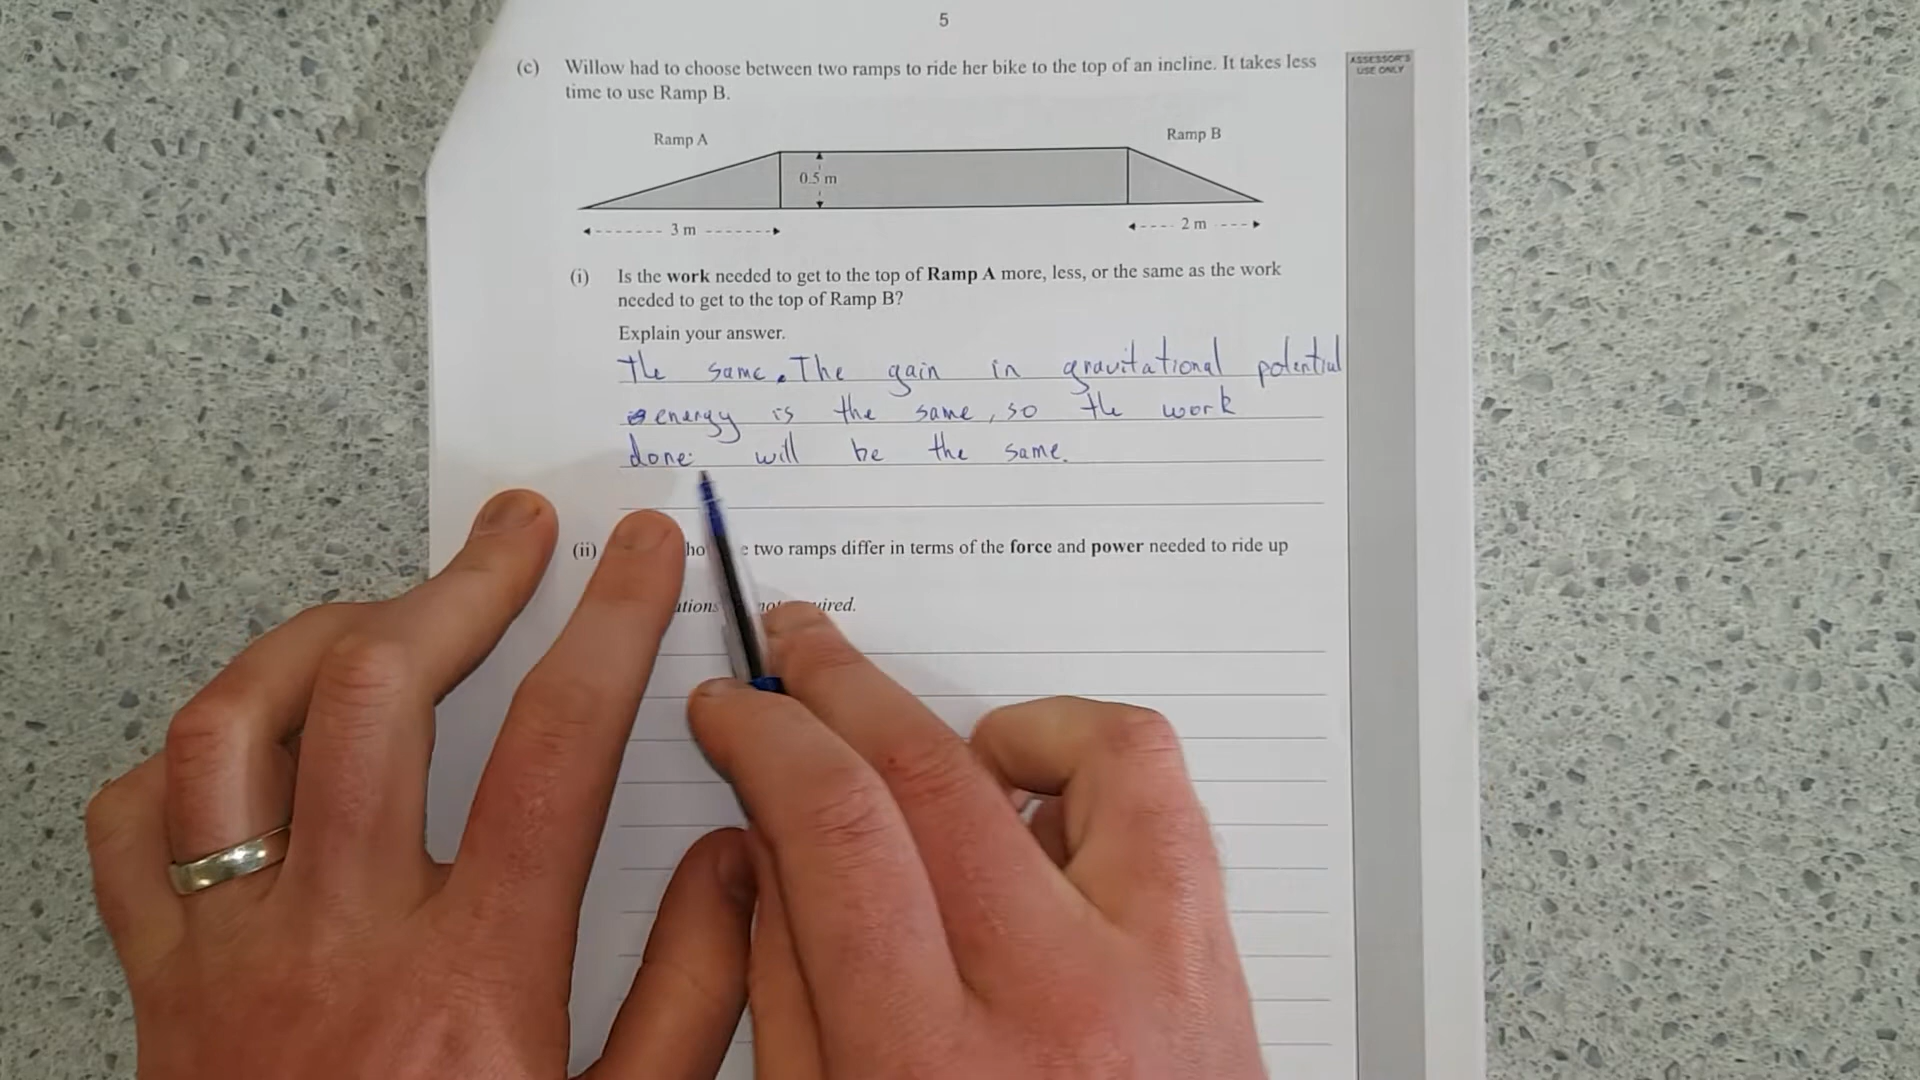 5
(c) Willow had to choose between two ramps to ride her bike to the top of an incline. It takes less
time to use Ramp B.
ASSESSOR'S
USE ONLY
Ramp A
Ramp B
0.5 m
3 m
2 m
(i) Is the work needed to get to the top of Ramp A more, less, or the same as the work
needed to get to the top of Ramp B?
Explain your answer.
The same. The gain in gravitational potential
energy is the same, so the work
done will be the same.
(ii) two ramps differ in terms of the force and power needed to ride up